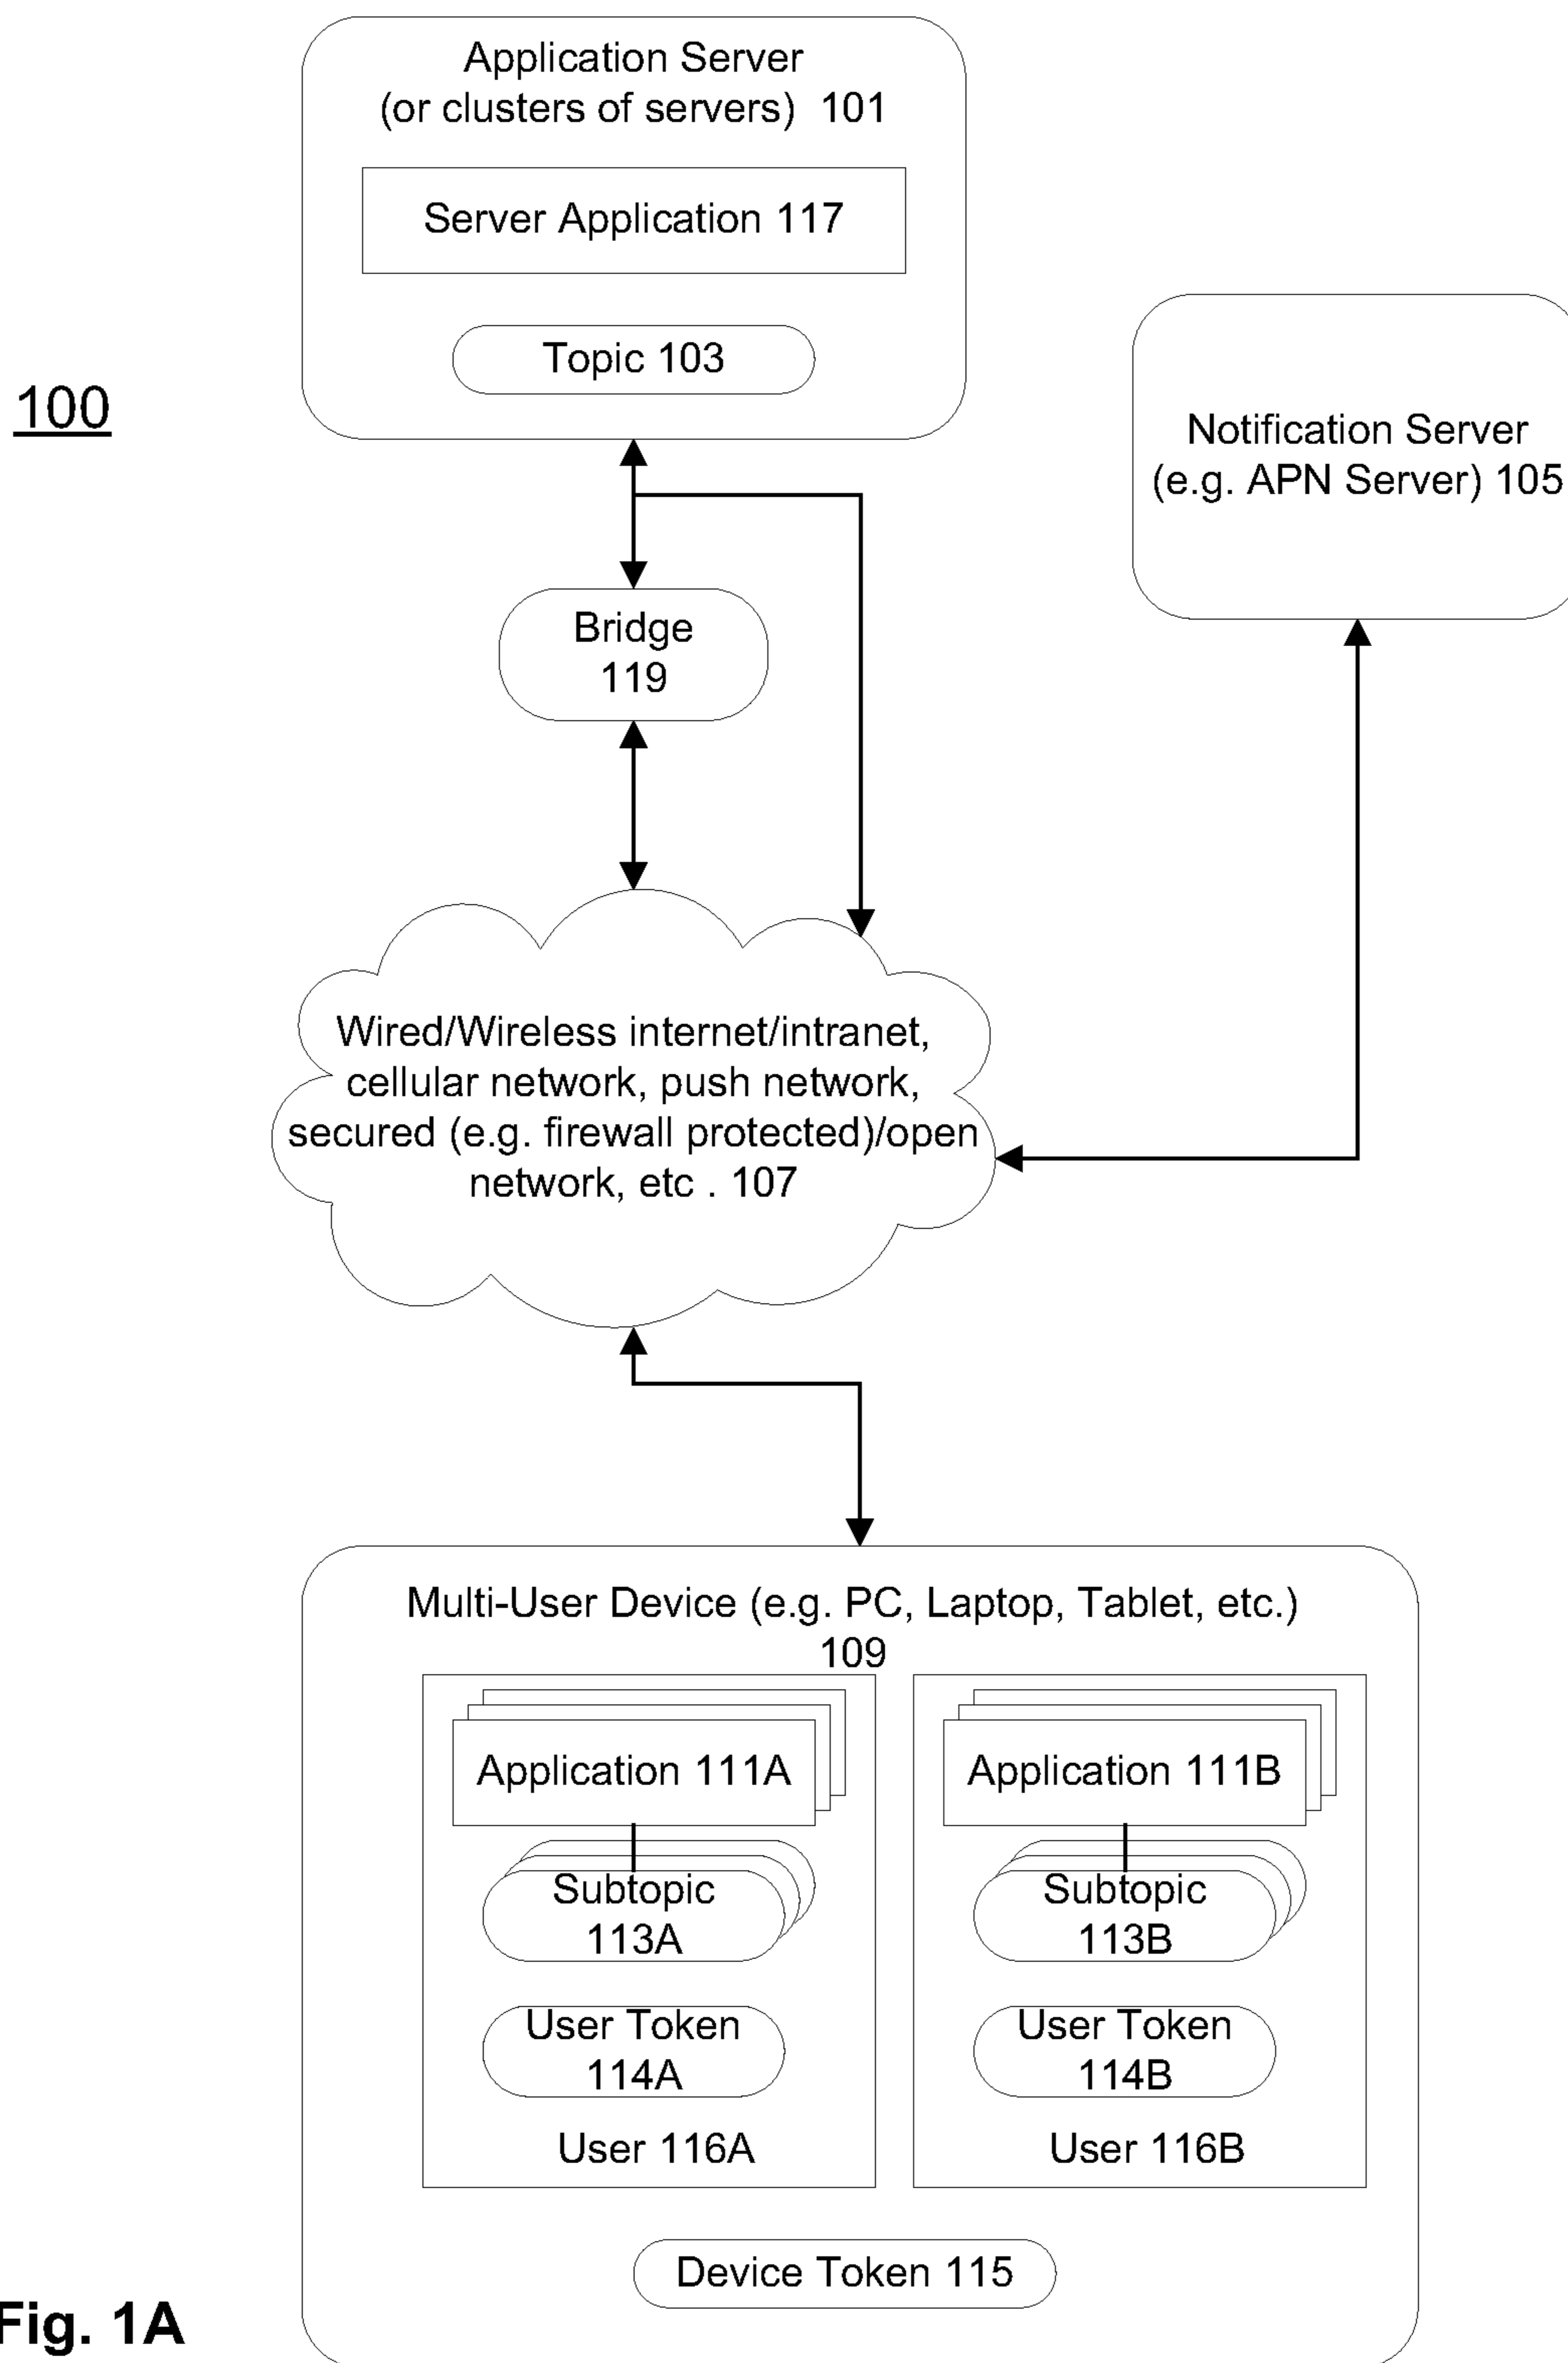 Application Server
(or clusters of servers) 101
Server Application 117
Topic 103
100
Notification Server
(e.g. APN Server) 105
Bridge
119
Wired/Wireless internet/intranet,
cellular network, push network,
secured (e.g. firewall protected)/open
network, etc . 107
Multi-User Device (e.g. PC, Laptop, Tablet, etc.)
109
Application 111A
Subtopic
113A
User Token
114A
User 116A
Application 111B
Subtopic
113B
User Token
114B
User 116B
Device Token 115
Fig. 1A